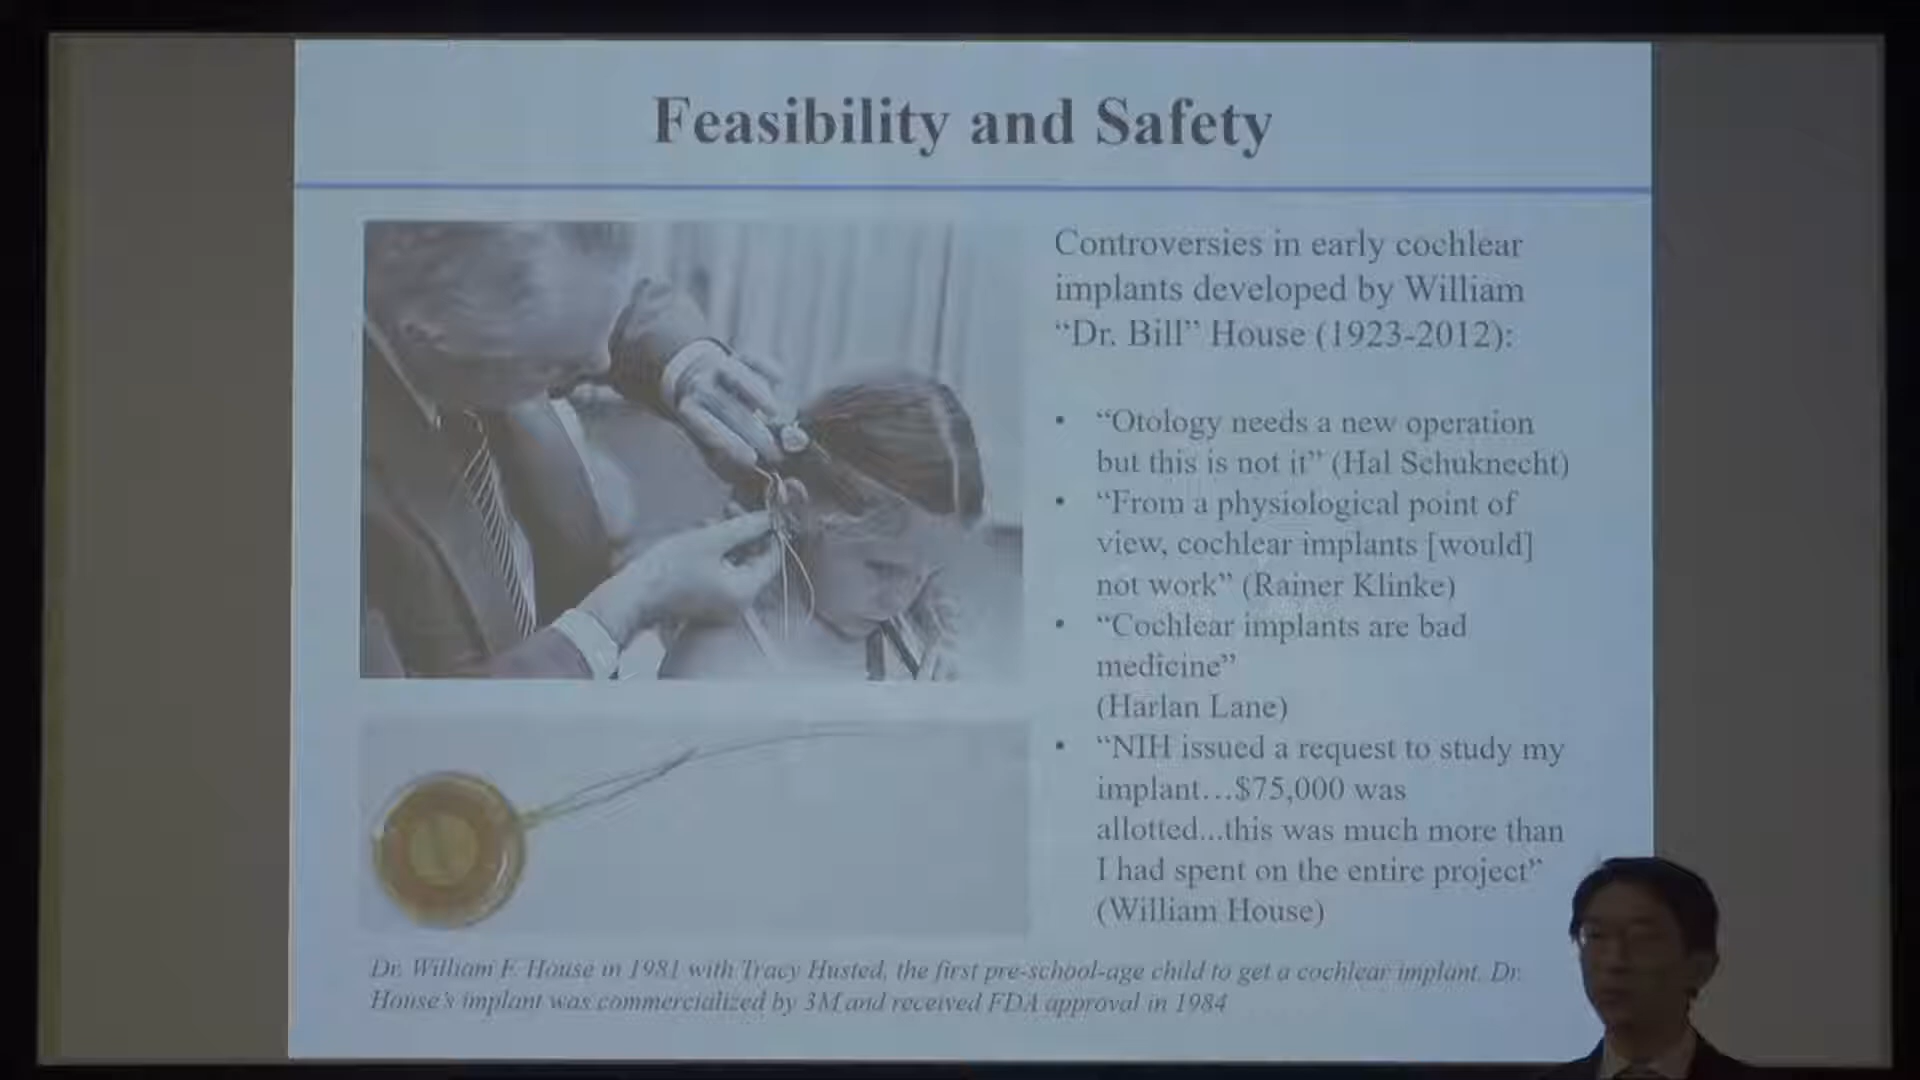 Feasibility and Safety
Controversies in early cochlear
implants developed by William
“Dr. Bill” House (1923-2012):
• “Otology needs a new operation
but this is not it” (Hal Schuknecht)
• “From a physiological point of
view, cochlear implants [would]
not work” (Rainer Klinke)
• “Cochlear implants are bad
medicine”
(Harlan Lane)
• “NIH issued a request to study my
implant…$75,000 was
allotted...this was much more than
I had spent on the entire project”
(William House)
Dr. William F. House in 1981 with Tracy Husted, the first pre-school-age child to get a cochlear implant. Dr.
House's implant was commercialized by 3M and received FDA approval in 1984